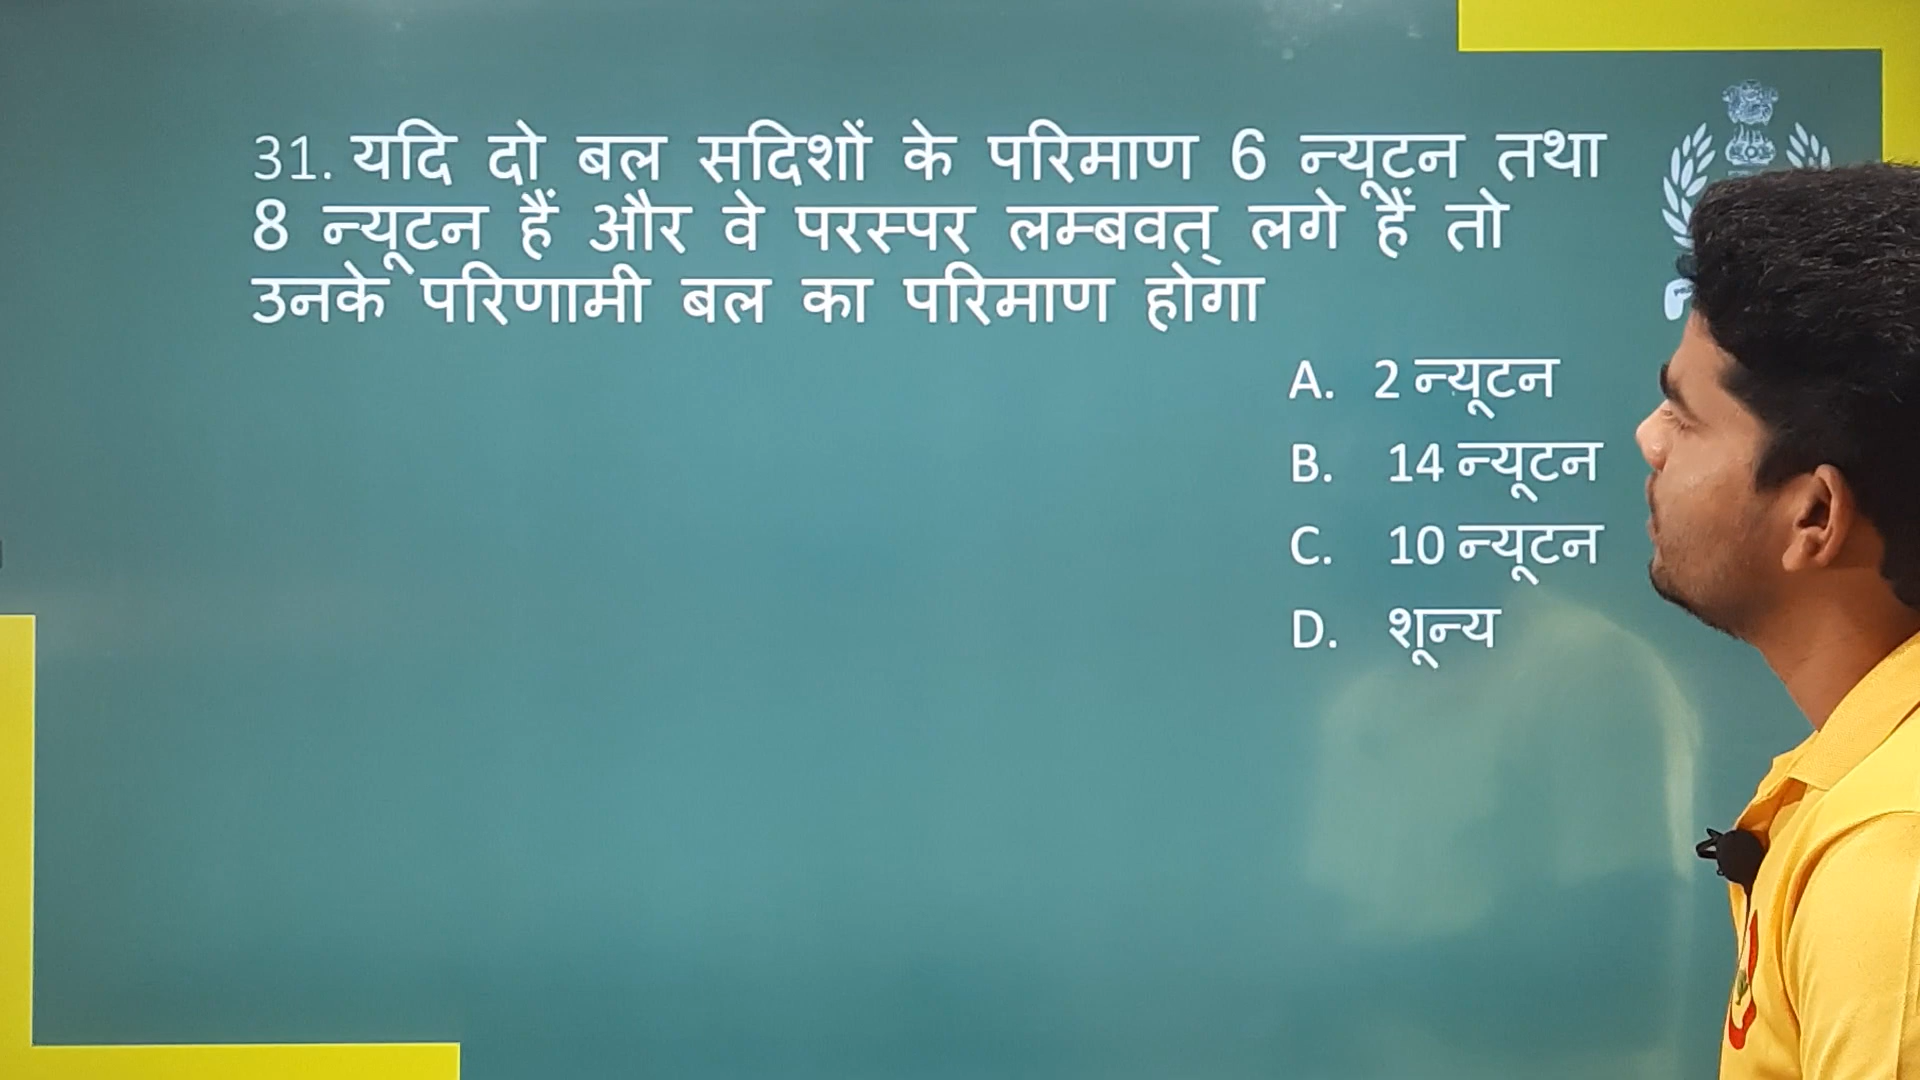 31. यदि दो बल सदिशों के परिमाण 6 न्यूटन तथा
8 न्यूटन हैं और वे परस्पर लम्बवत् लगे हैं तो
उनके परिणामी बल का परिमाण होगा
A. 2 न्यूटन
B. 14 न्यूटन
C. 10 न्यूटन
D. शून्य